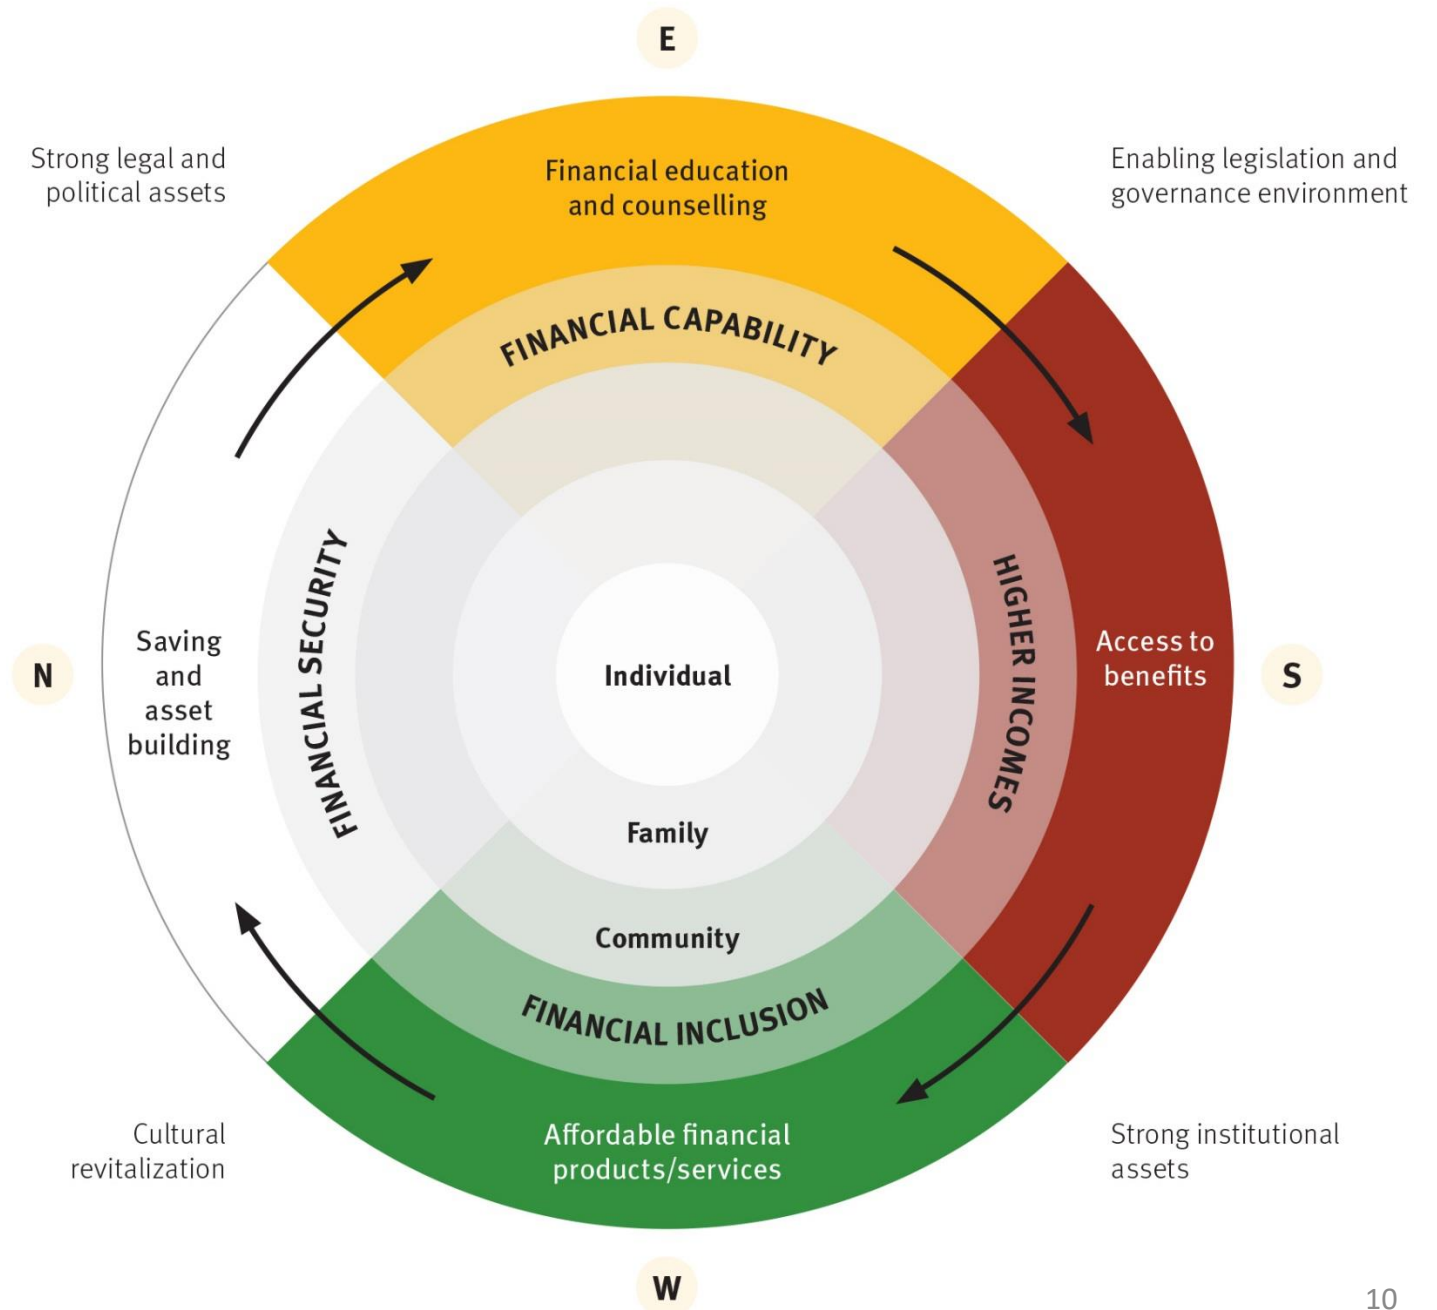 E
Strong legal and
political assets
Financial education
and counselling
Enabling legislation and
governance environment
FINANCIAL CAPABILITY
N
Saving
and
asset
building
FINANCIAL SECURITY
Individual
Family
Community
HIGHER INCOMES
Access to
benefits
S
FINANCIAL INCLUSION
Affordable financial
products/services
Cultural
revitalization
Strong institutional
assets
W
10